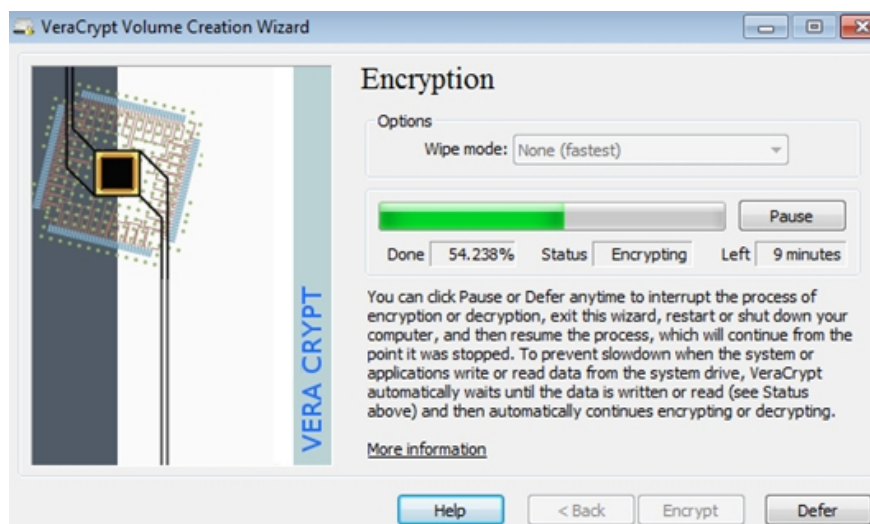 VeraCrypt Volume Creation Wizard
Encryption
Options
Wipe mode: None (fastest)
Pause
Done 54.238% Status Encrypting Left 9 minutes
You can click Pause or Defer anytime to interrupt the process of
encryption or decryption, exit this wizard, restart or shut down your
computer, and then resume the process, which will continue from the
point it was stopped. To prevent slowdown when the system or
applications write or read data from the system drive, VeraCrypt
automatically waits until the data is written or read (see Status
above) and then automatically continues encrypting or decrypting.
More information
VERA CRYPT
Help < Back Encrypt Defer